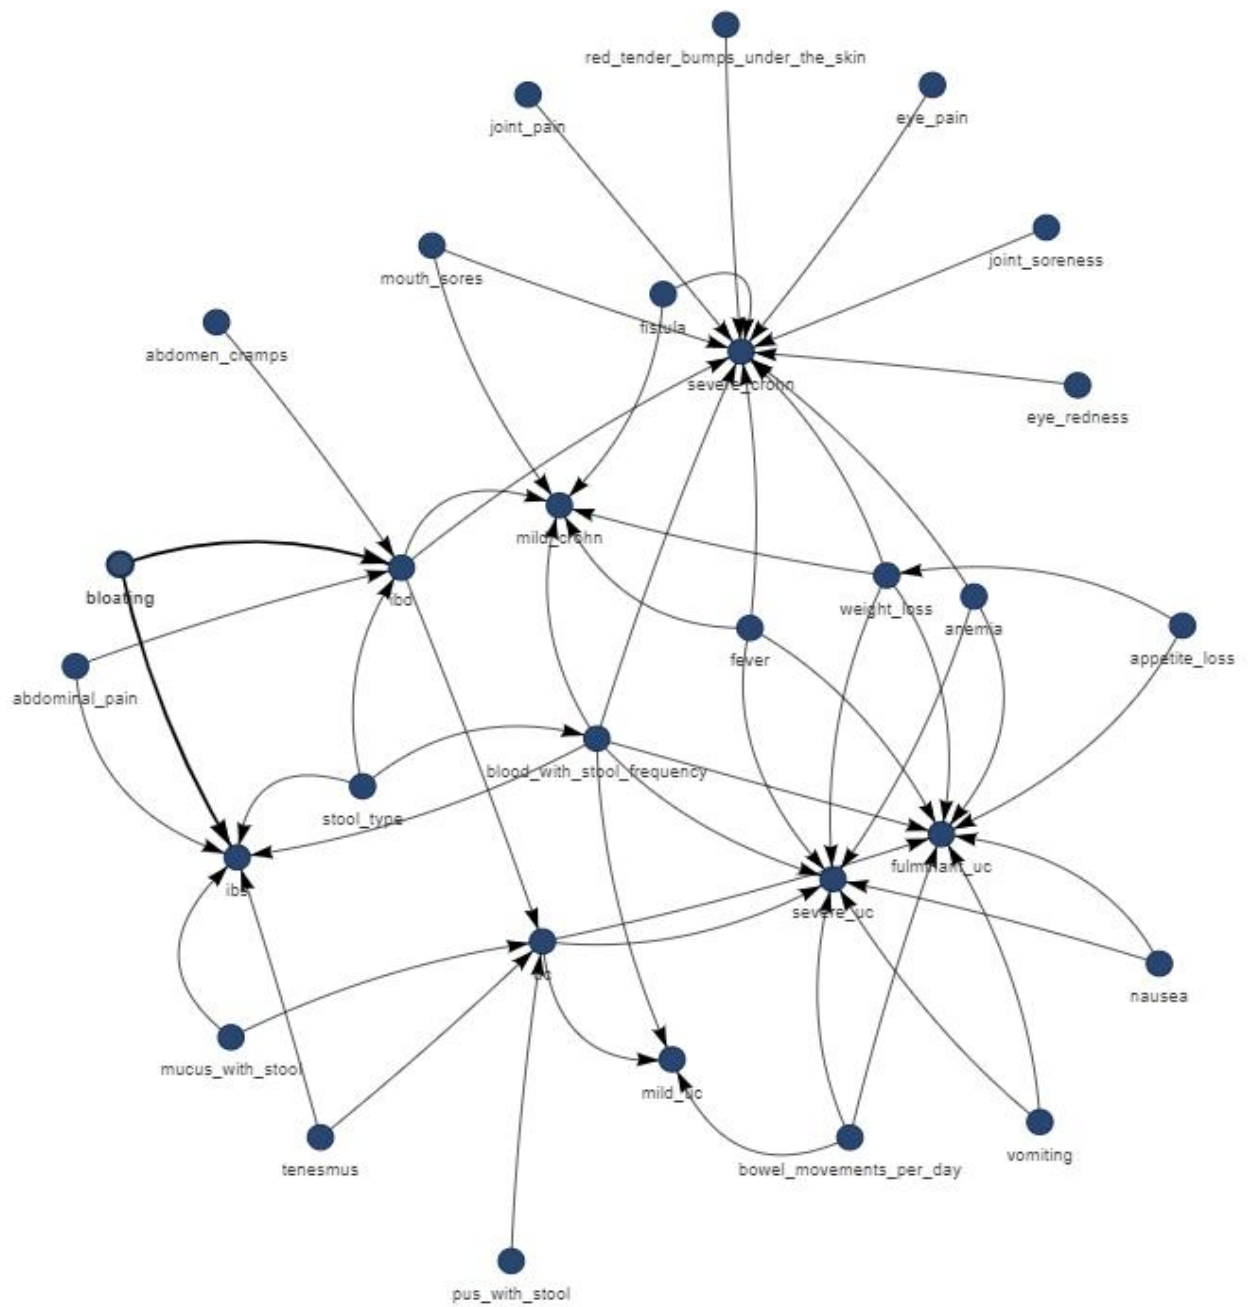 red_tender_bumps_under_the_skin
joint_pain
eye_pain
joint_soreness
mouth_sores
fistula
abdomen_cramps
severe_crohn
eye_redness
mild_crohn
bloating
ibd
weight_loss
anemia
fever
appetite_loss
abdominal_pain
blood_with_stool_frequency
stool_type
fulminant_uc
ibs
severe_uc
uc
nausea
mucus_with_stool
mild_uc
vomiting
tenesmus
bowel_movements_per_day
pus_with_stool